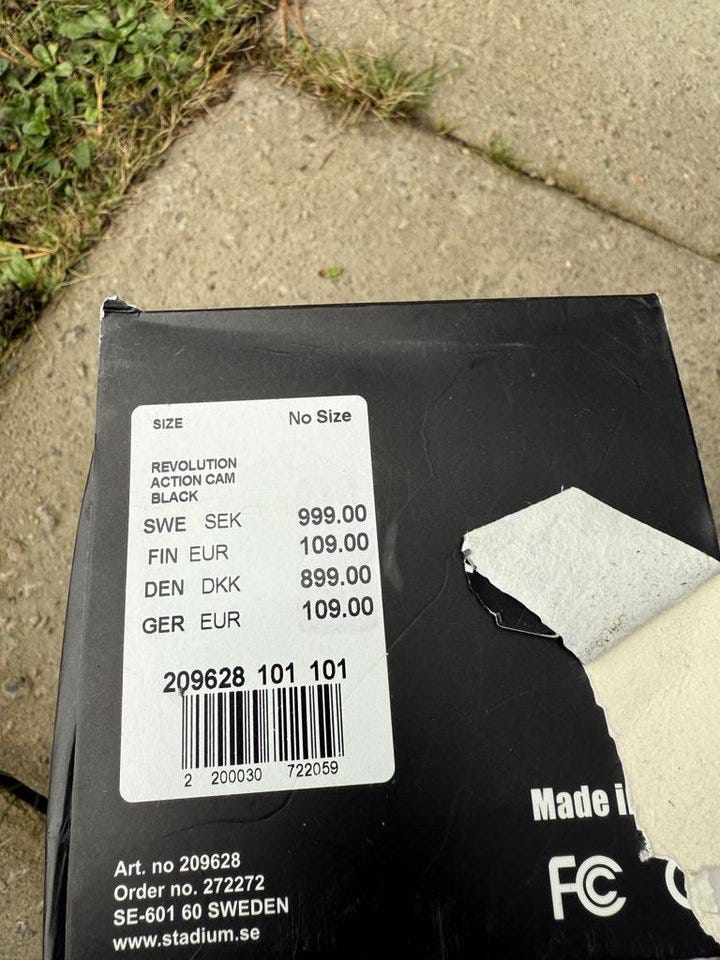 SIZE No Size
REVOLUTION
ACTION CAM
BLACK
SWE SEK 999.00
FIN EUR 109.00
DEN DKK 899.00
GER EUR 109.00
209628 101 101
2 200030 722059
Made
Art. no 209628
Order no. 272272
SE-601 60 SWEDEN
www.stadium.se
FC